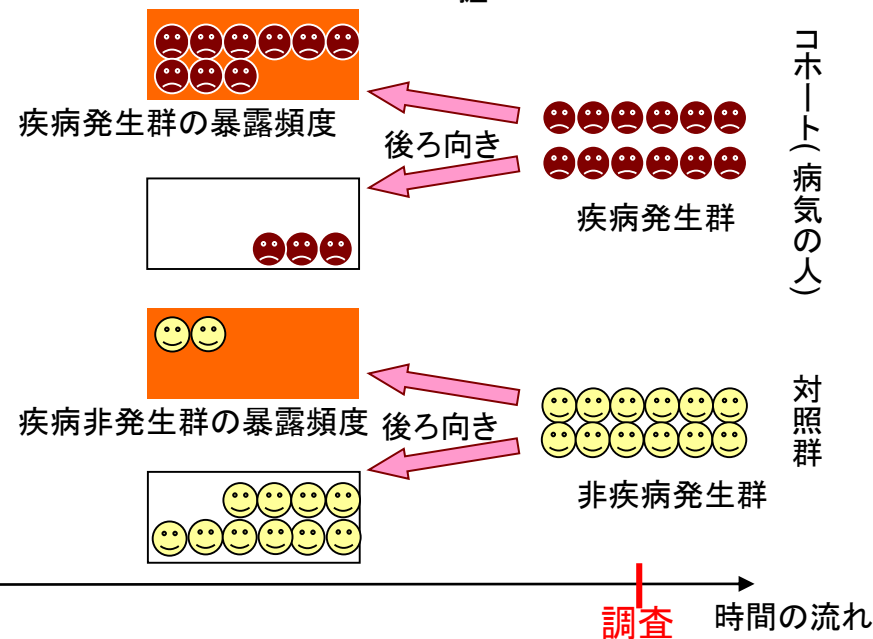 疾病発生群の暴露頻度
後ろ向き
疾病発生群
コホート(病気の人)
疾病非発生群の暴露頻度
後ろ向き
非疾病発生群
対照群
調査
時間の流れ